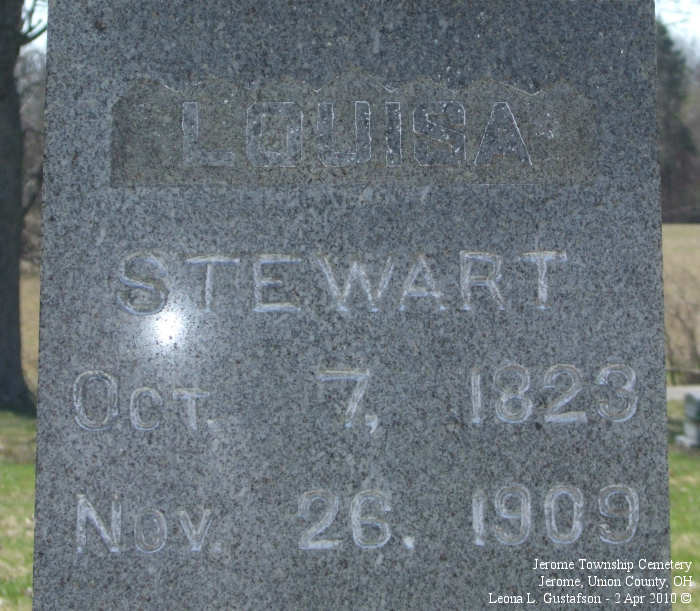 LOUISA
STEWART
OCT. 7, 1823
NOV. 26. 1909
Jerome Township Cemetery
Jerome, Union County, OH
Leona L. Gustafson - 2 Apr 2010 ©